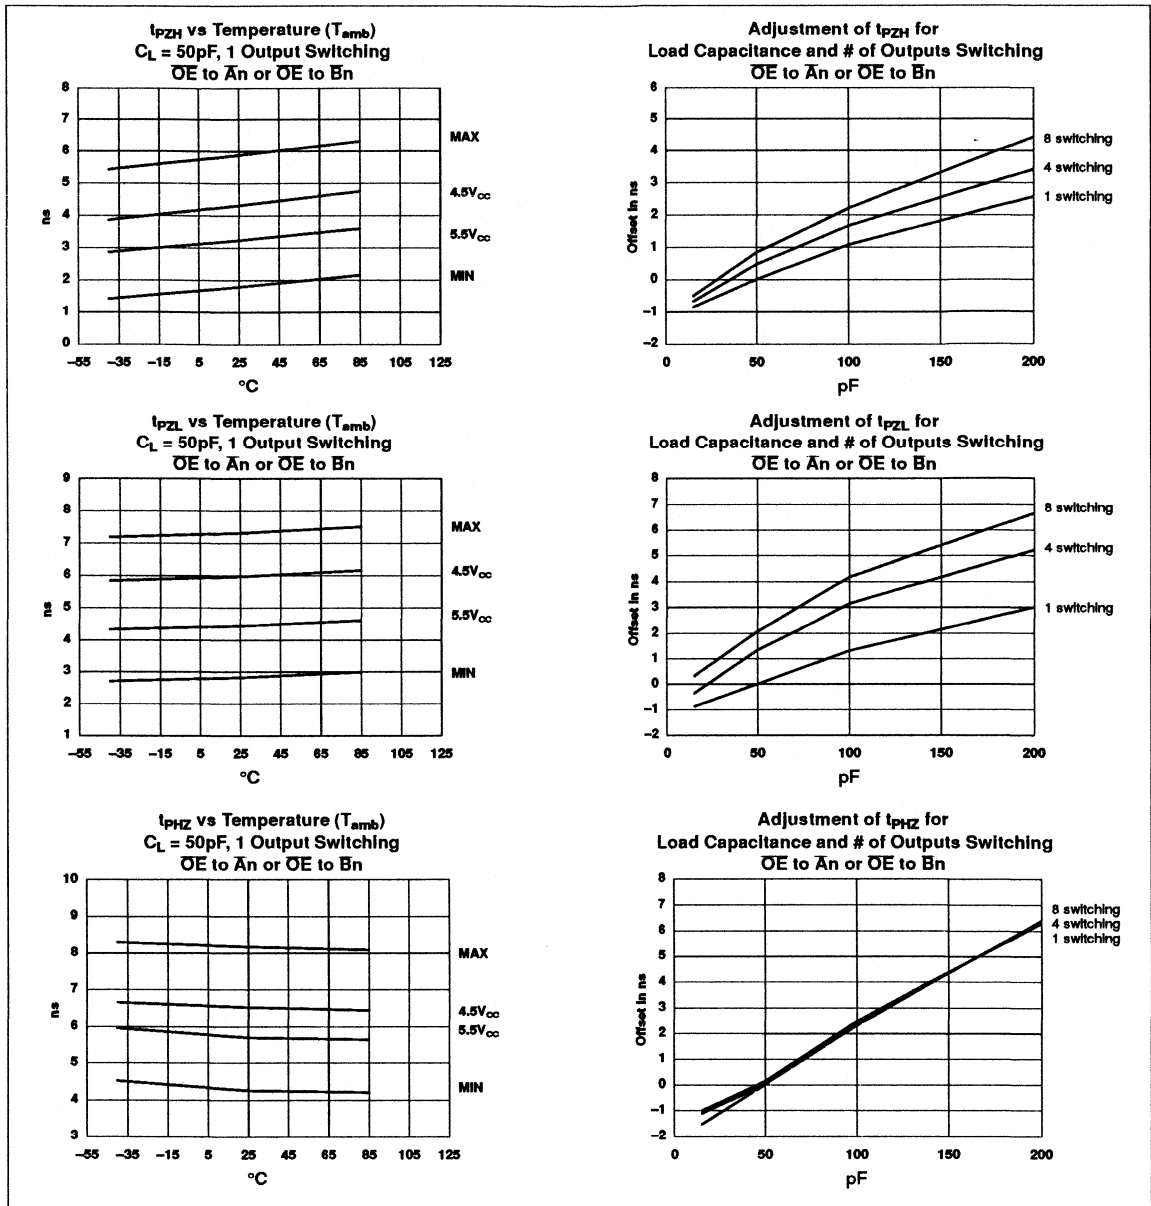 tPZH vs Temperature (Tamb)
CL = 50pF, 1 Output Switching
OE to An or OE to Bn
8
7
6
5
4
3
2
1
0
ns
MAX
4.5VCC
5.5VCC
MIN
–55 –35 –15 5 25 45 65 85 105 125
°C
Adjustment of tPZH for
Load Capacitance and # of Outputs Switching
OE to An or OE to Bn
6
5
4
3
2
1
0
–1
–2
Offset in ns
8 switching
4 switching
1 switching
0 50 100 150 200
pF
tPZL vs Temperature (Tamb)
CL = 50pF, 1 Output Switching
OE to An or OE to Bn
9
8
7
6
5
4
3
2
1
ns
MAX
4.5VCC
5.5VCC
MIN
–55 –35 –15 5 25 45 65 85 105 125
°C
Adjustment of tPZL for
Load Capacitance and # of Outputs Switching
OE to An or OE to Bn
8
7
6
5
4
3
2
1
0
–1
–2
Offset in ns
8 switching
4 switching
1 switching
0 50 100 150 200
pF
tPHZ vs Temperature (Tamb)
CL = 50pF, 1 Output Switching
OE to An or OE to Bn
10
9
8
7
6
5
4
3
ns
MAX
4.5VCC
5.5VCC
MIN
–55 –35 –15 5 25 45 65 85 105 125
°C
Adjustment of tPHZ for
Load Capacitance and # of Outputs Switching
OE to An or OE to Bn
8
7
6
5
4
3
2
1
0
–1
–2
Offset in ns
8 switching
4 switching
1 switching
0 50 100 150 200
pF